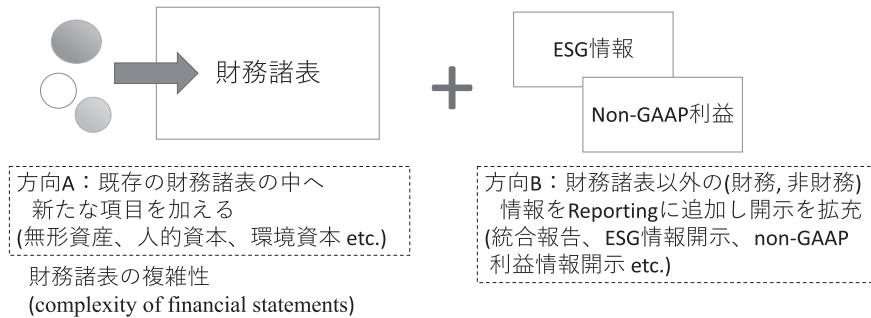 財務諸表
ESG情報
Non-GAAP利益
方向A：既存の財務諸表の中へ
新たな項目を加える
(無形資産、人的資本、環境資本 etc.)
財務諸表の複雑性
(complexity of financial statements)
方向B：財務諸表以外の(財務, 非財務)
情報をReportingに追加し開示を拡充
(統合報告、ESG情報開示、non-GAAP
利益情報開示 etc.)